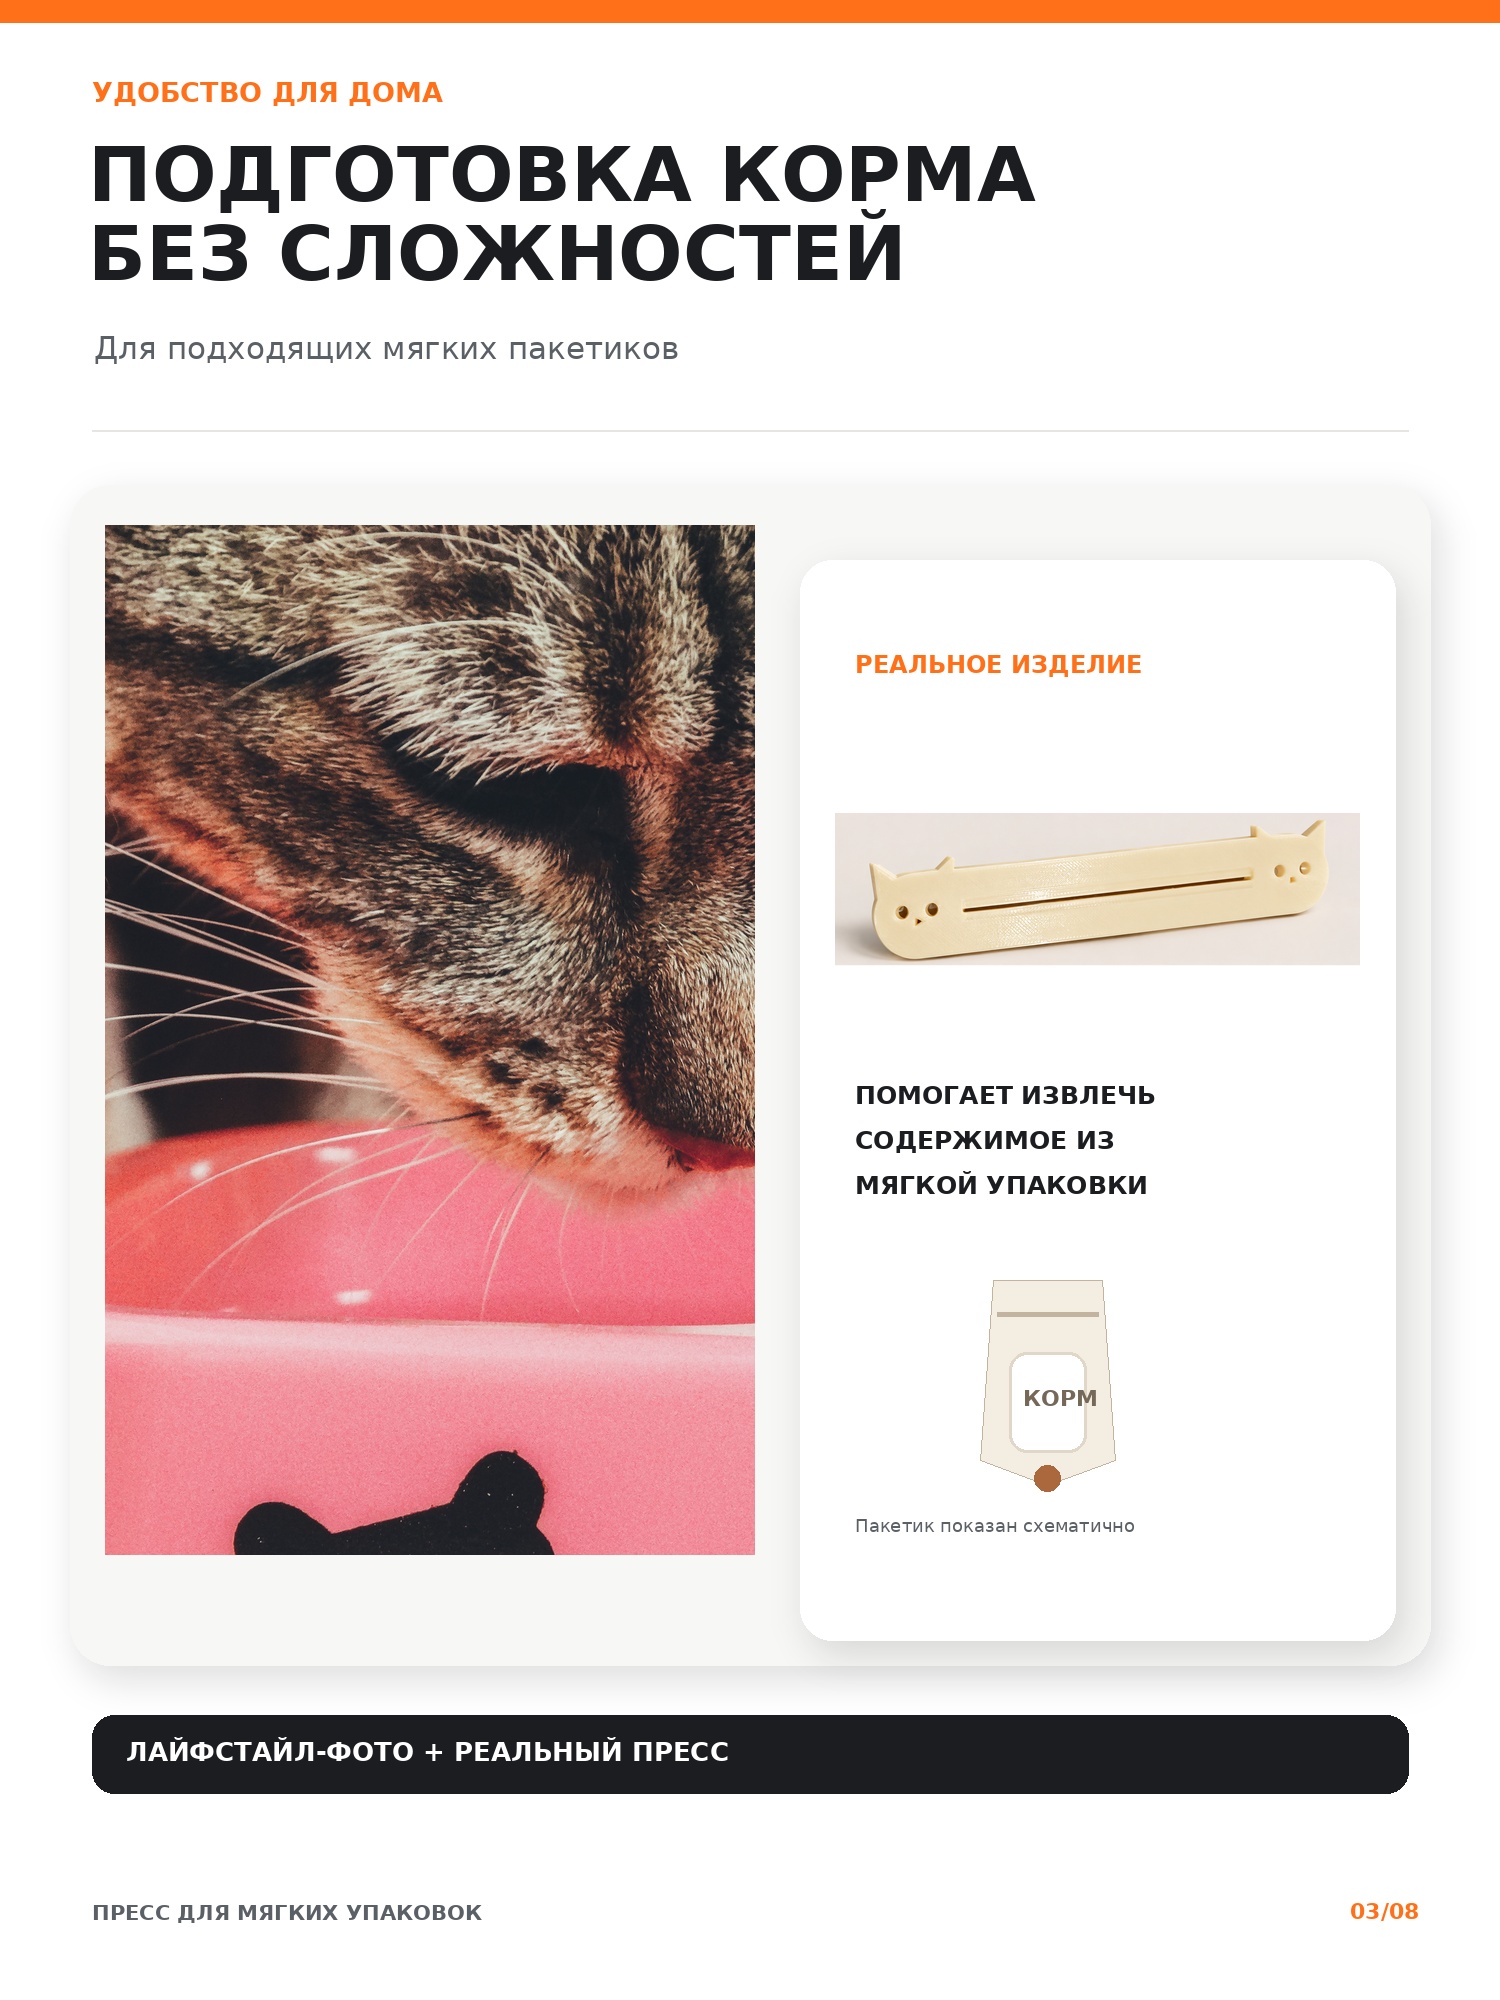 УДОБСТВО ДЛЯ ДОМА
ПОДГОТОВКА КОРМА
БЕЗ СЛОЖНОСТЕЙ
Для подходящих мягких пакетиков
РЕАЛЬНОЕ ИЗДЕЛИЕ
ПОМОГАЕТ ИЗВЛЕЧЬ
СОДЕРЖИМОЕ ИЗ
МЯГКОЙ УПАКОВКИ
КОРМ
Пакетик показан схематично
ЛАЙФСТАЙЛ-ФОТО + РЕАЛЬНЫЙ ПРЕСС
ПРЕСС ДЛЯ МЯГКИХ УПАКОВОК
03/08